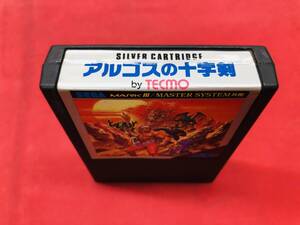 SILVER CARTRIDGE
アルゴスの十字剣
by TECMO
SEGA MARK III / MASTER SYSTEM